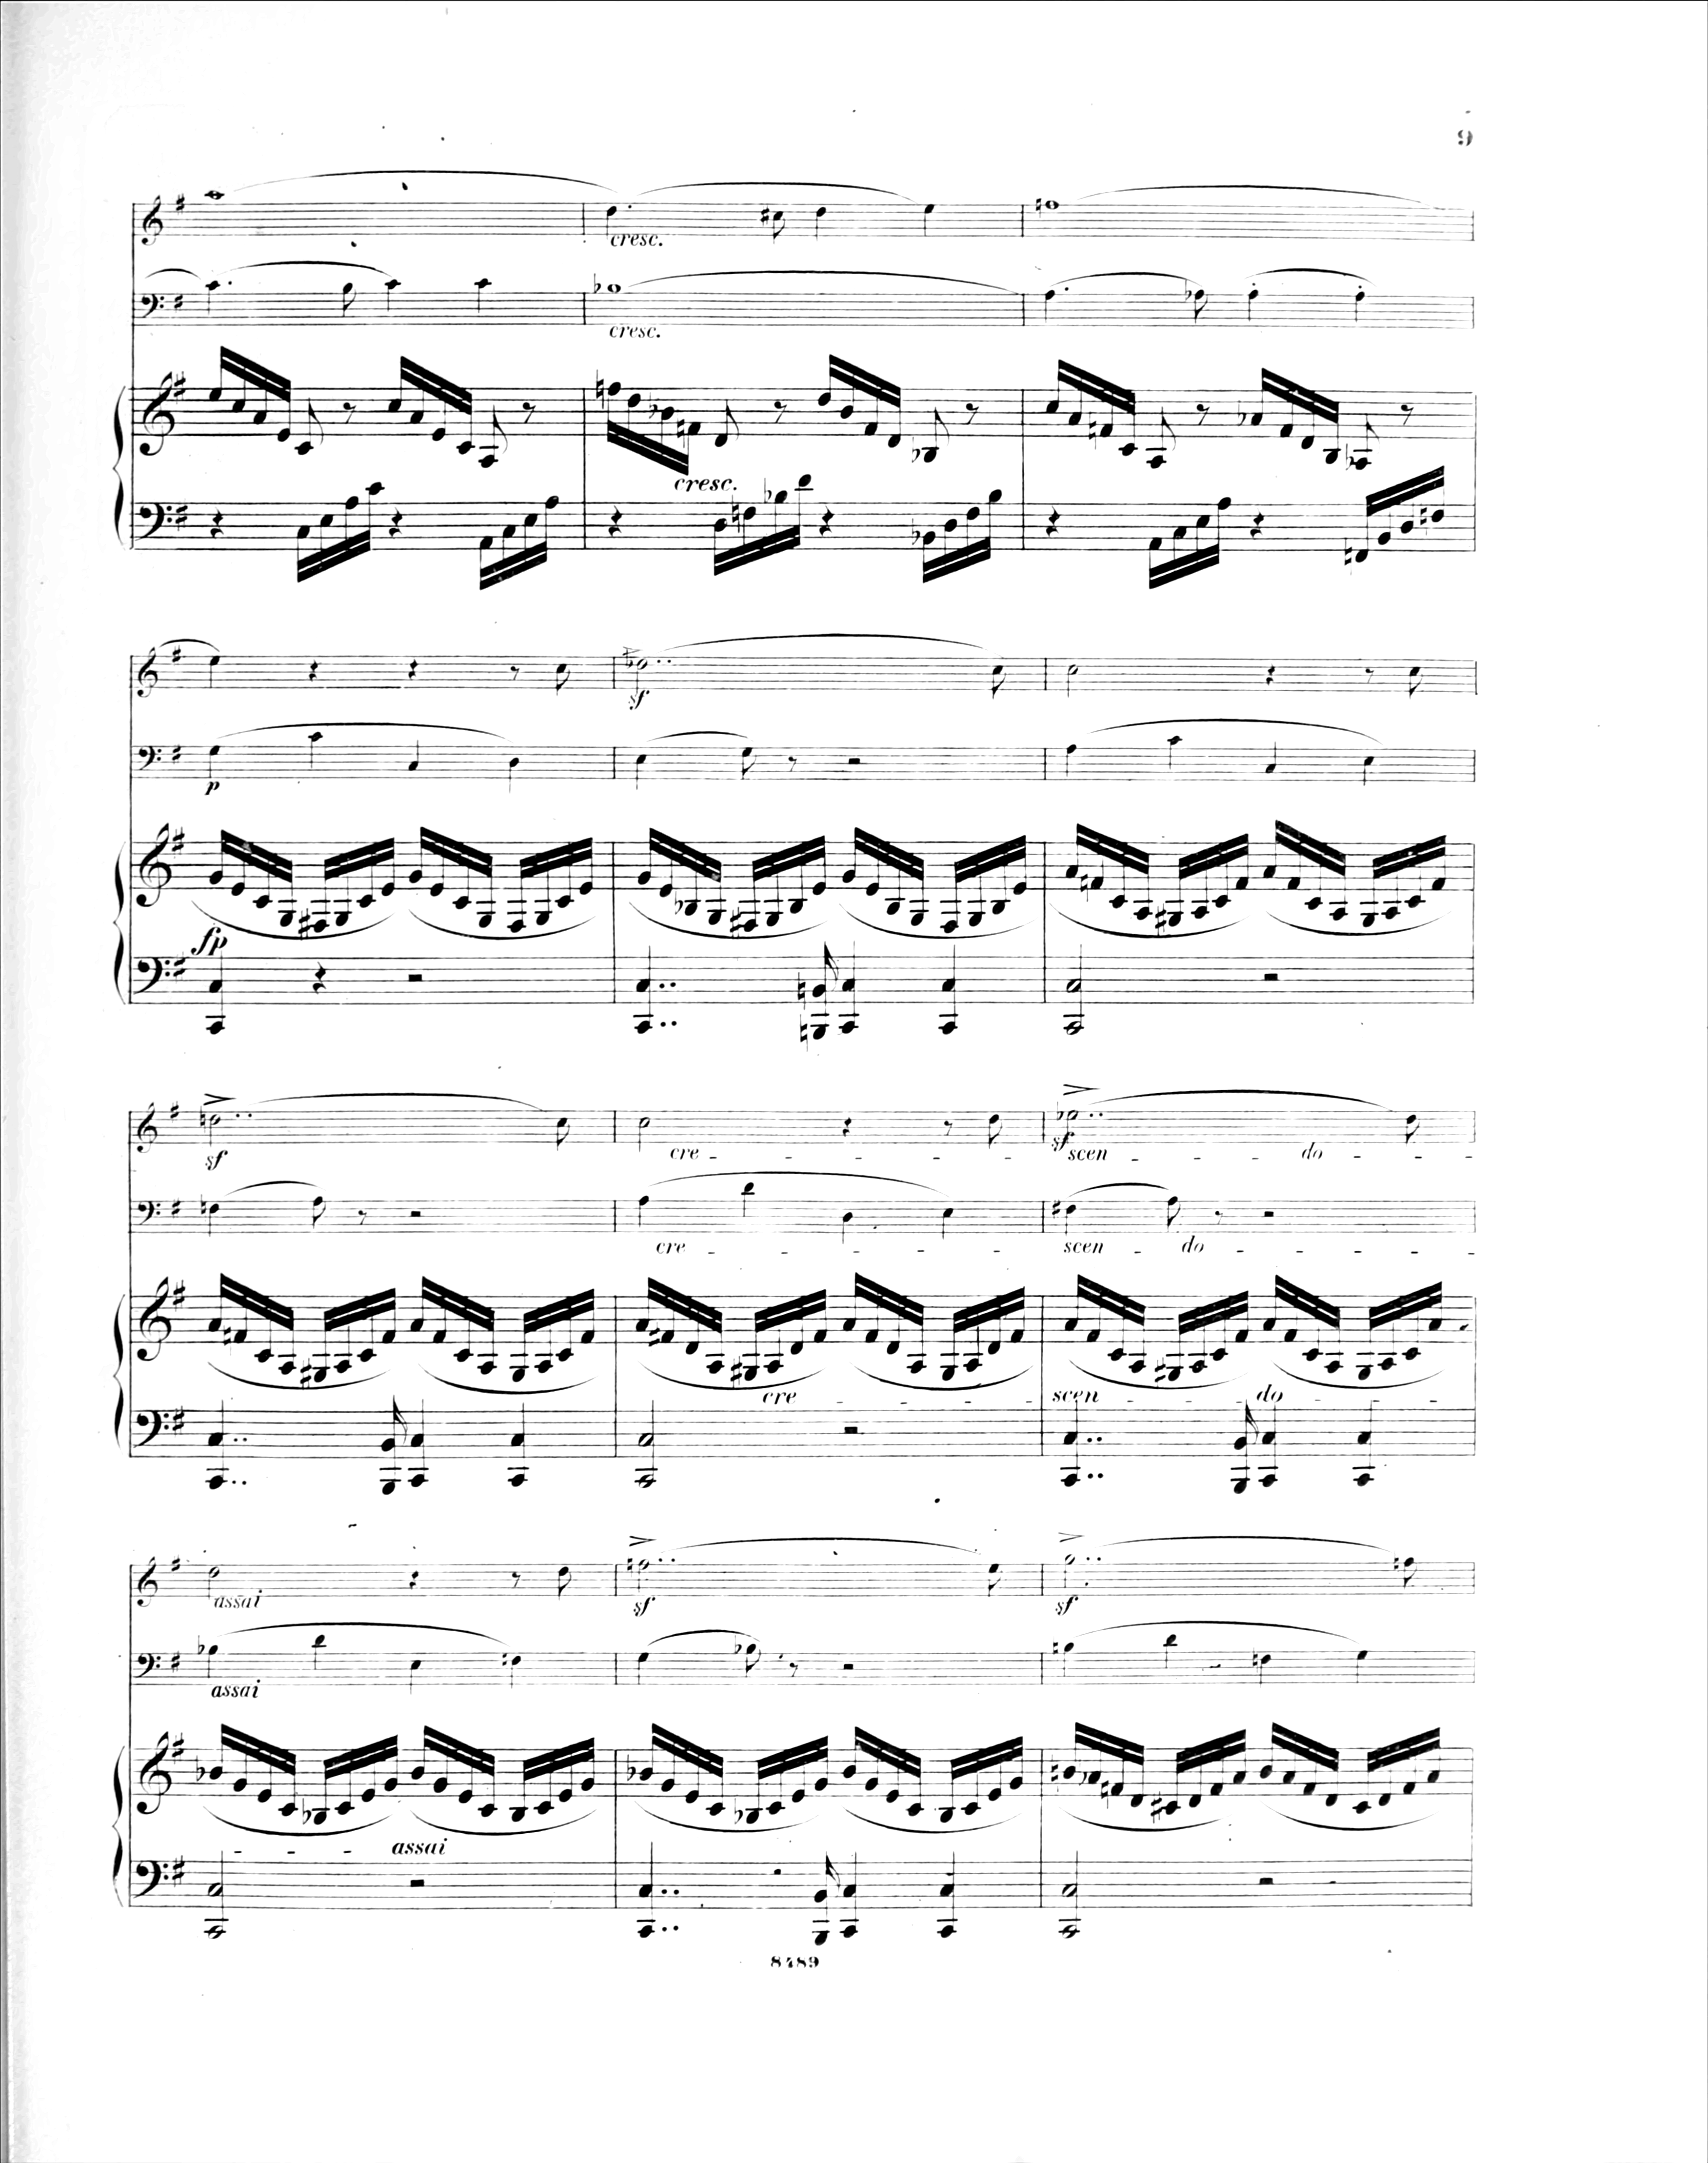 9
cresc.
cresc.
cresc.
sf
p
fp
sf
sf
cre - - - - - scen - - do - - -
cre - - - - scen - do - - - -
cre - - - - scen - - - do - - -
assai
sf
sf
assai
- - - assai
8489